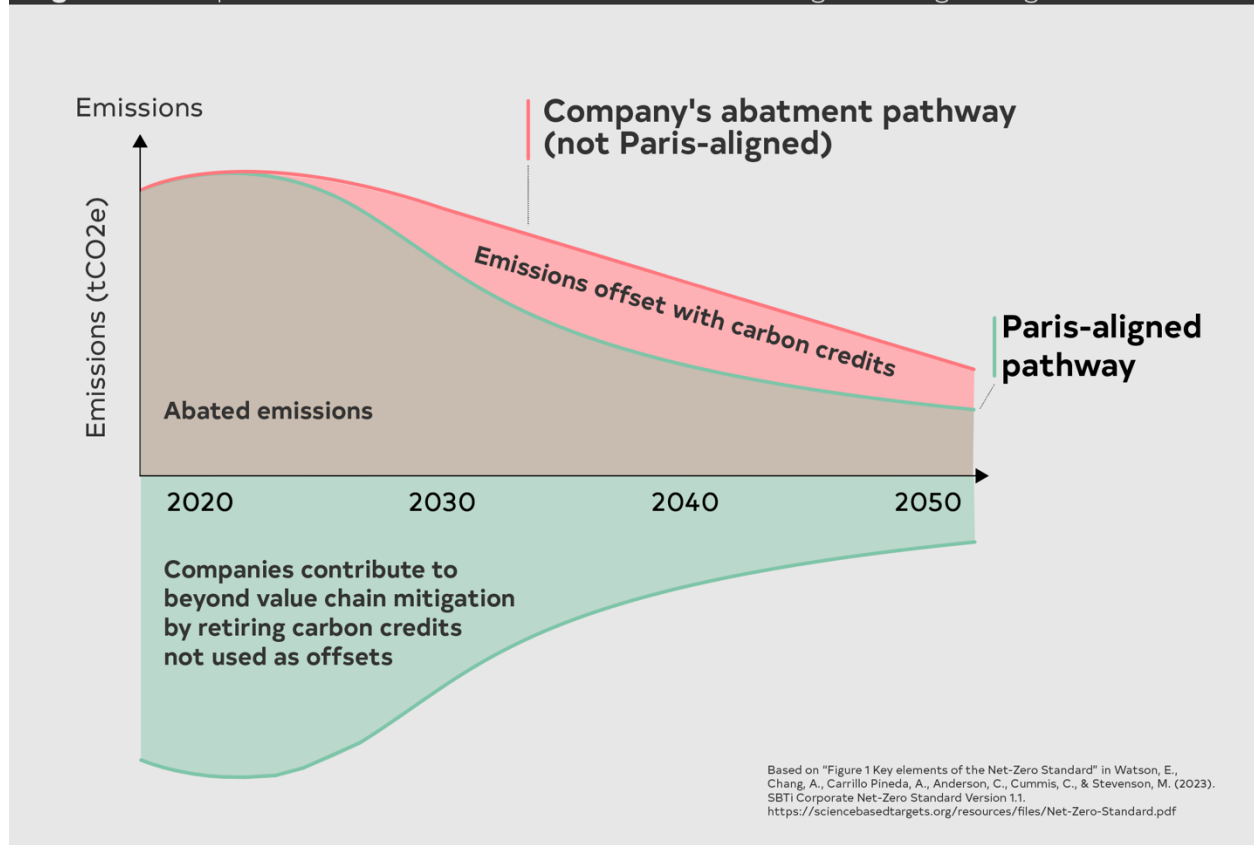 Emissions
Company's abatment pathway
(not Paris-aligned)
Emissions (tCO2e)
Emissions offset with carbon credits
Paris-aligned
pathway
Abated emissions
2020 2030 2040 2050
Companies contribute to
beyond value chain mitigation
by retiring carbon credits
not used as offsets
Based on "Figure 1 Key elements of the Net-Zero Standard" in Watson, E.,
Chang, A., Carrillo Pineda, A., Anderson, C., Cummis, C., & Stevenson, M. (2023).
SBTi Corporate Net-Zero Standard Version 1.1.
https://sciencebasedtargets.org/resources/files/Net-Zero-Standard.pdf